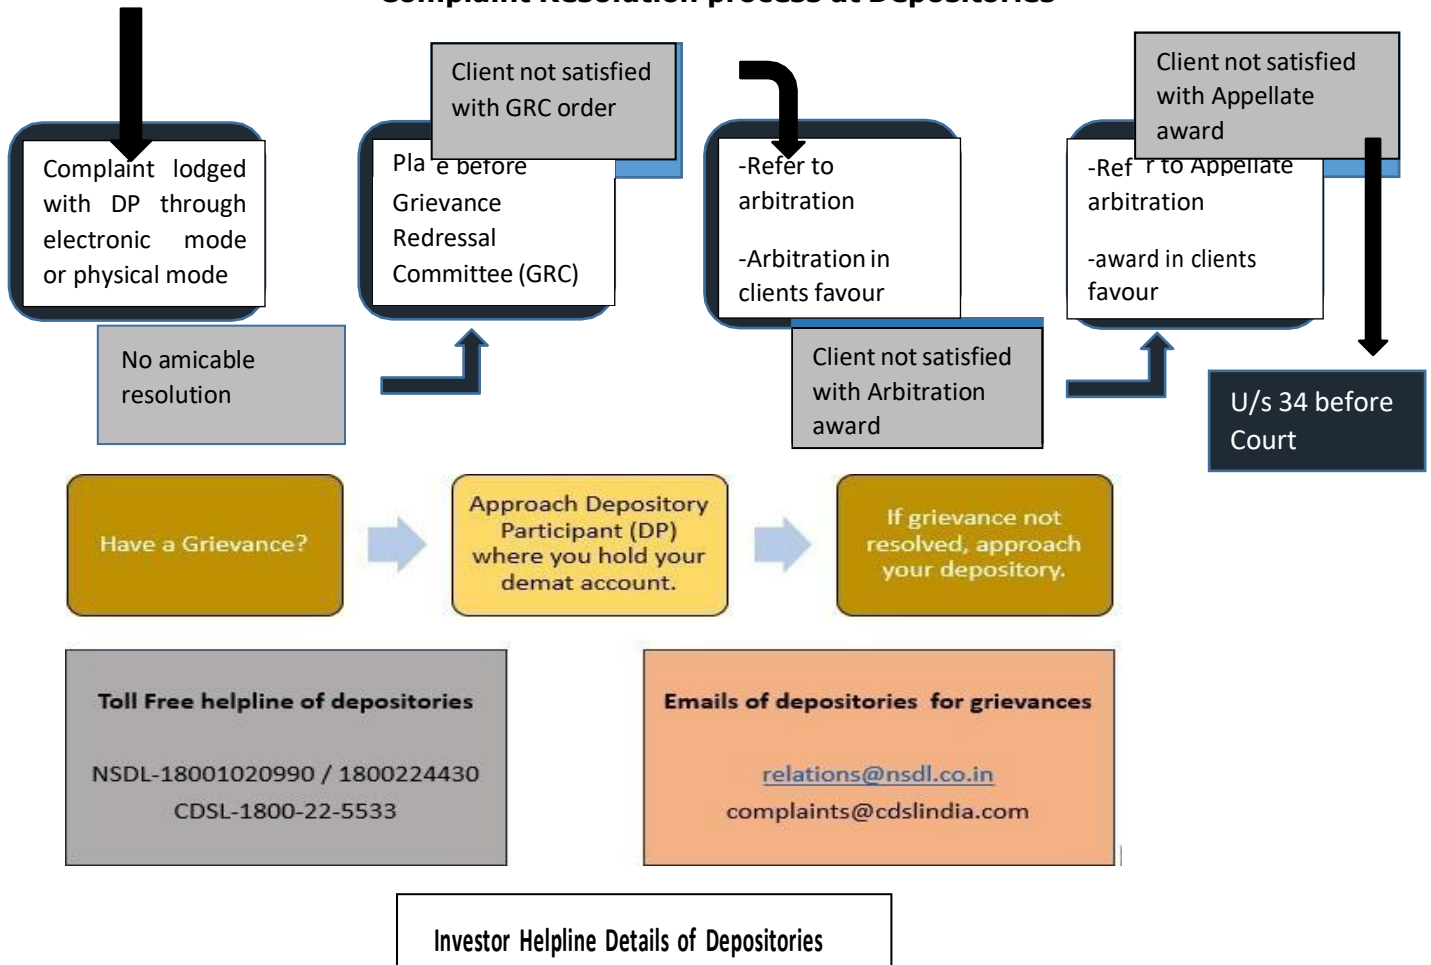 Complaint Resolution process at Depositories
Complaint lodged
with DP through
electronic mode
or physical mode
No amicable
resolution
Pla e before
Grievance
Redressal
Committee (GRC)
Client not satisfied
with GRC order
-Refer to
arbitration
-Arbitration in
clients favour
Client not satisfied
with Arbitration
award
-Ref r to Appellate
arbitration
-award in clients
favour
Client not satisfied
with Appellate
award
U/s 34 before
Court
Have a Grievance?
Approach Depository
Participant (DP)
where you hold your
demat account.
If grievance not
resolved, approach
your depository.
Toll Free helpline of depositories
NSDL-18001020990 / 1800224430
CDSL-1800-22-5533
Emails of depositories for grievances
relations@nsdl.co.in
complaints@cdslindia.com
Investor Helpline Details of Depositories